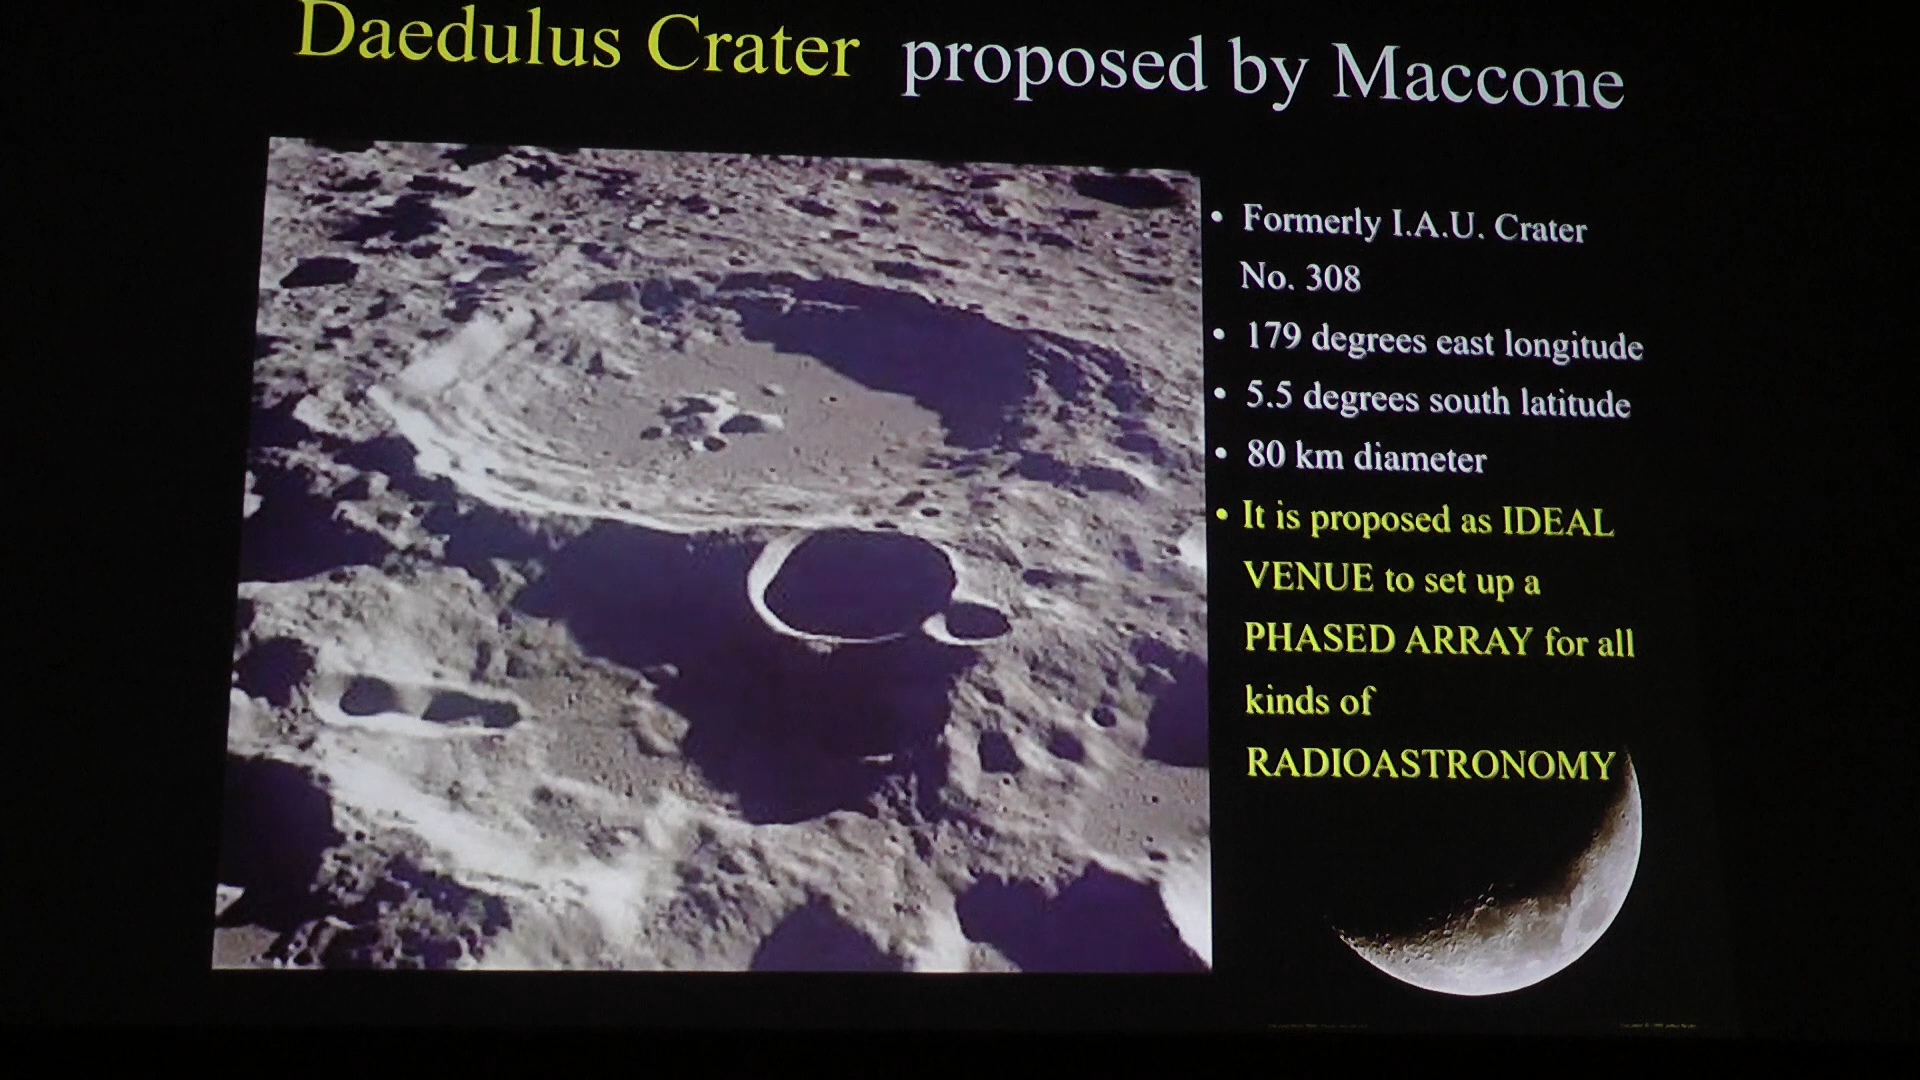 Daedulus Crater proposed by Maccone
• Formerly I.A.U. Crater
No. 308
• 179 degrees east longitude
• 5.5 degrees south latitude
• 80 km diameter
• It is proposed as IDEAL
VENUE to set up a
PHASED ARRAY for all
kinds of
RADIOASTRONOMY